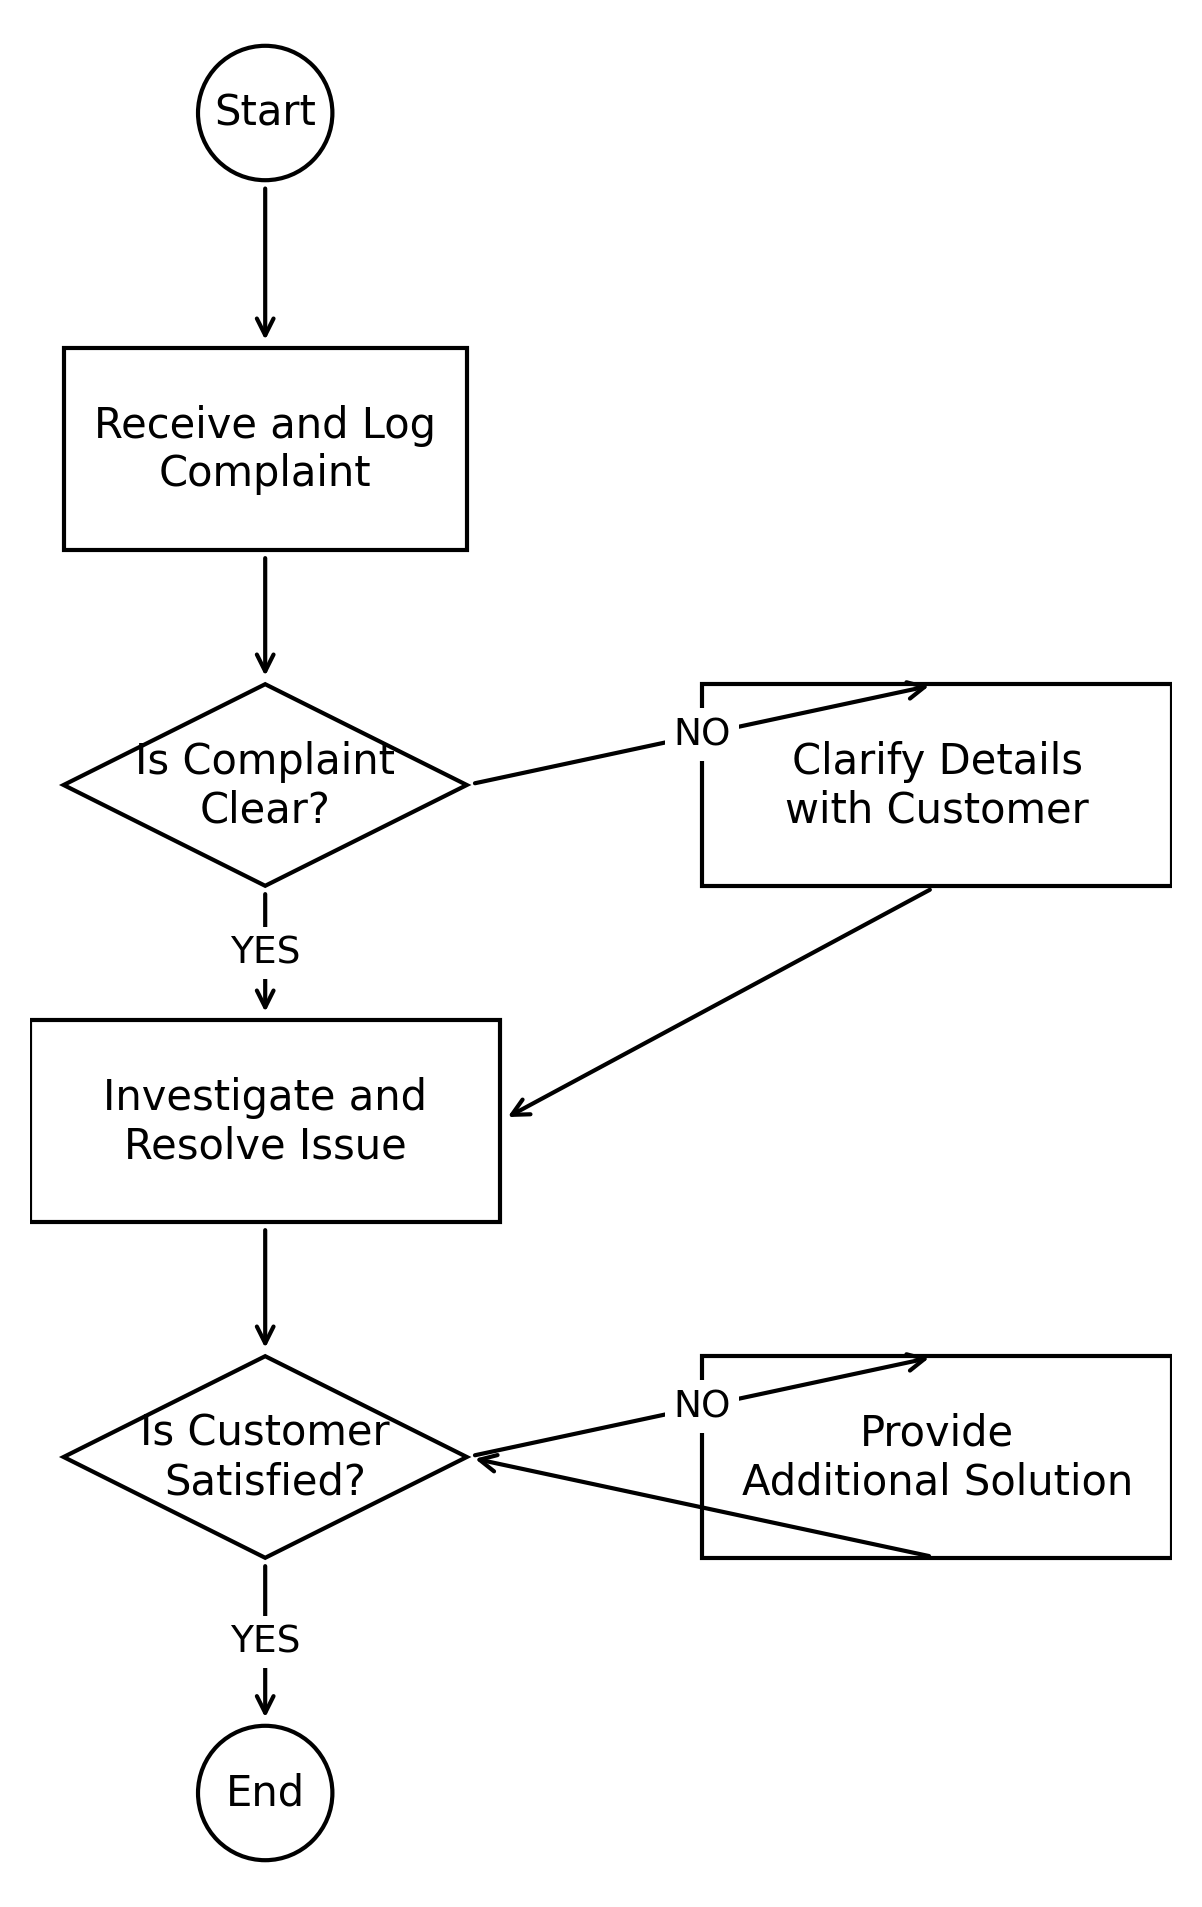 Start
Receive and Log
Complaint
Is Complaint
Clear?
NO
Clarify Details
with Customer
YES
Investigate and
Resolve Issue
Is Customer
Satisfied?
NO
Provide
Additional Solution
YES
End